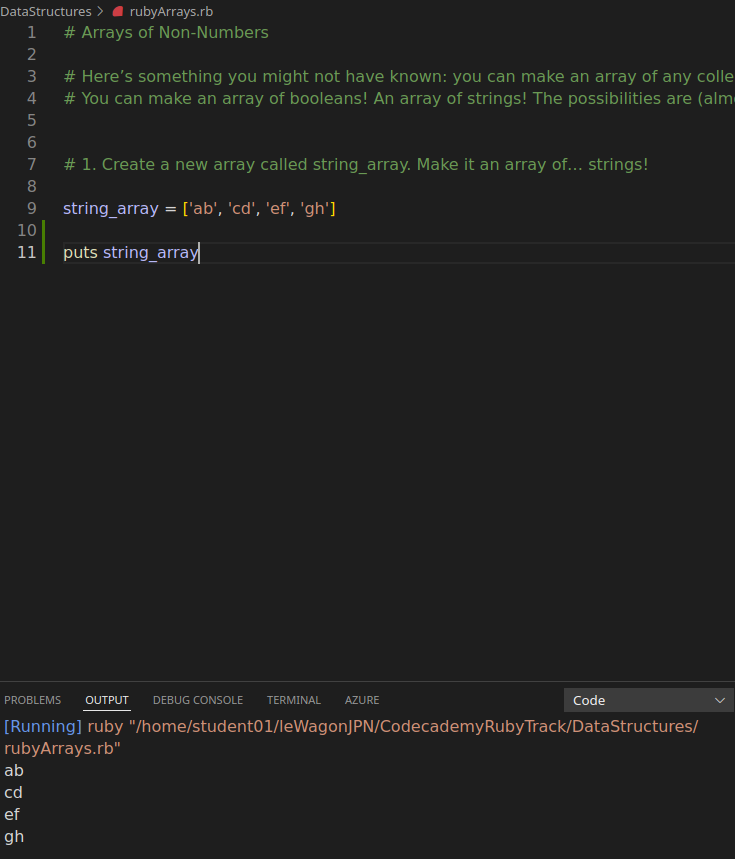 DataStructures > rubyArrays.rb
1 # Arrays of Non-Numbers
2
3 # Here’s something you might not have known: you can make an array of any colle
4 # You can make an array of booleans! An array of strings! The possibilities are (alm
5
6
7 # 1. Create a new array called string_array. Make it an array of… strings!
8
9 string_array = ['ab', 'cd', 'ef', 'gh']
10
11 puts string_array
PROBLEMS OUTPUT DEBUG CONSOLE TERMINAL AZURE Code
[Running] ruby "/home/student01/leWagonJPN/CodecademyRubyTrack/DataStructures/
rubyArrays.rb"
ab
cd
ef
gh